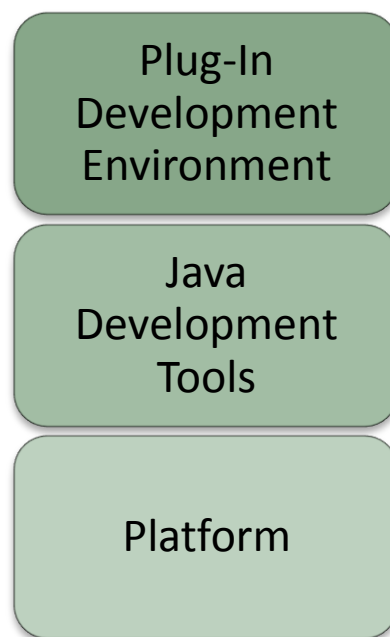 Plug-In
Development
Environment
Java
Development
Tools
Platform